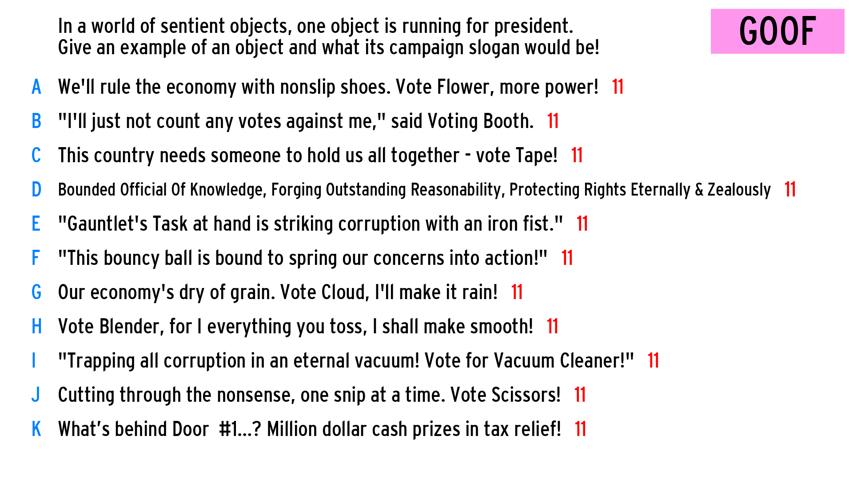 In a world of sentient objects, one object is running for president.
Give an example of an object and what its campaign slogan would be!
GOOF
A We'll rule the economy with nonslip shoes. Vote Flower, more power! 11
B "I'll just not count any votes against me," said Voting Booth. 11
C This country needs someone to hold us all together - vote Tape! 11
D Bounded Official Of Knowledge, Forging Outstanding Reasonability, Protecting Rights Eternally & Zealously 11
E "Gauntlet's Task at hand is striking corruption with an iron fist." 11
F "This bouncy ball is bound to spring our concerns into action!" 11
G Our economy's dry of grain. Vote Cloud, I'll make it rain! 11
H Vote Blender, for I everything you toss, I shall make smooth! 11
I "Trapping all corruption in an eternal vacuum! Vote for Vacuum Cleaner!" 11
J Cutting through the nonsense, one snip at a time. Vote Scissors! 11
K What’s behind Door #1...? Million dollar cash prizes in tax relief! 11